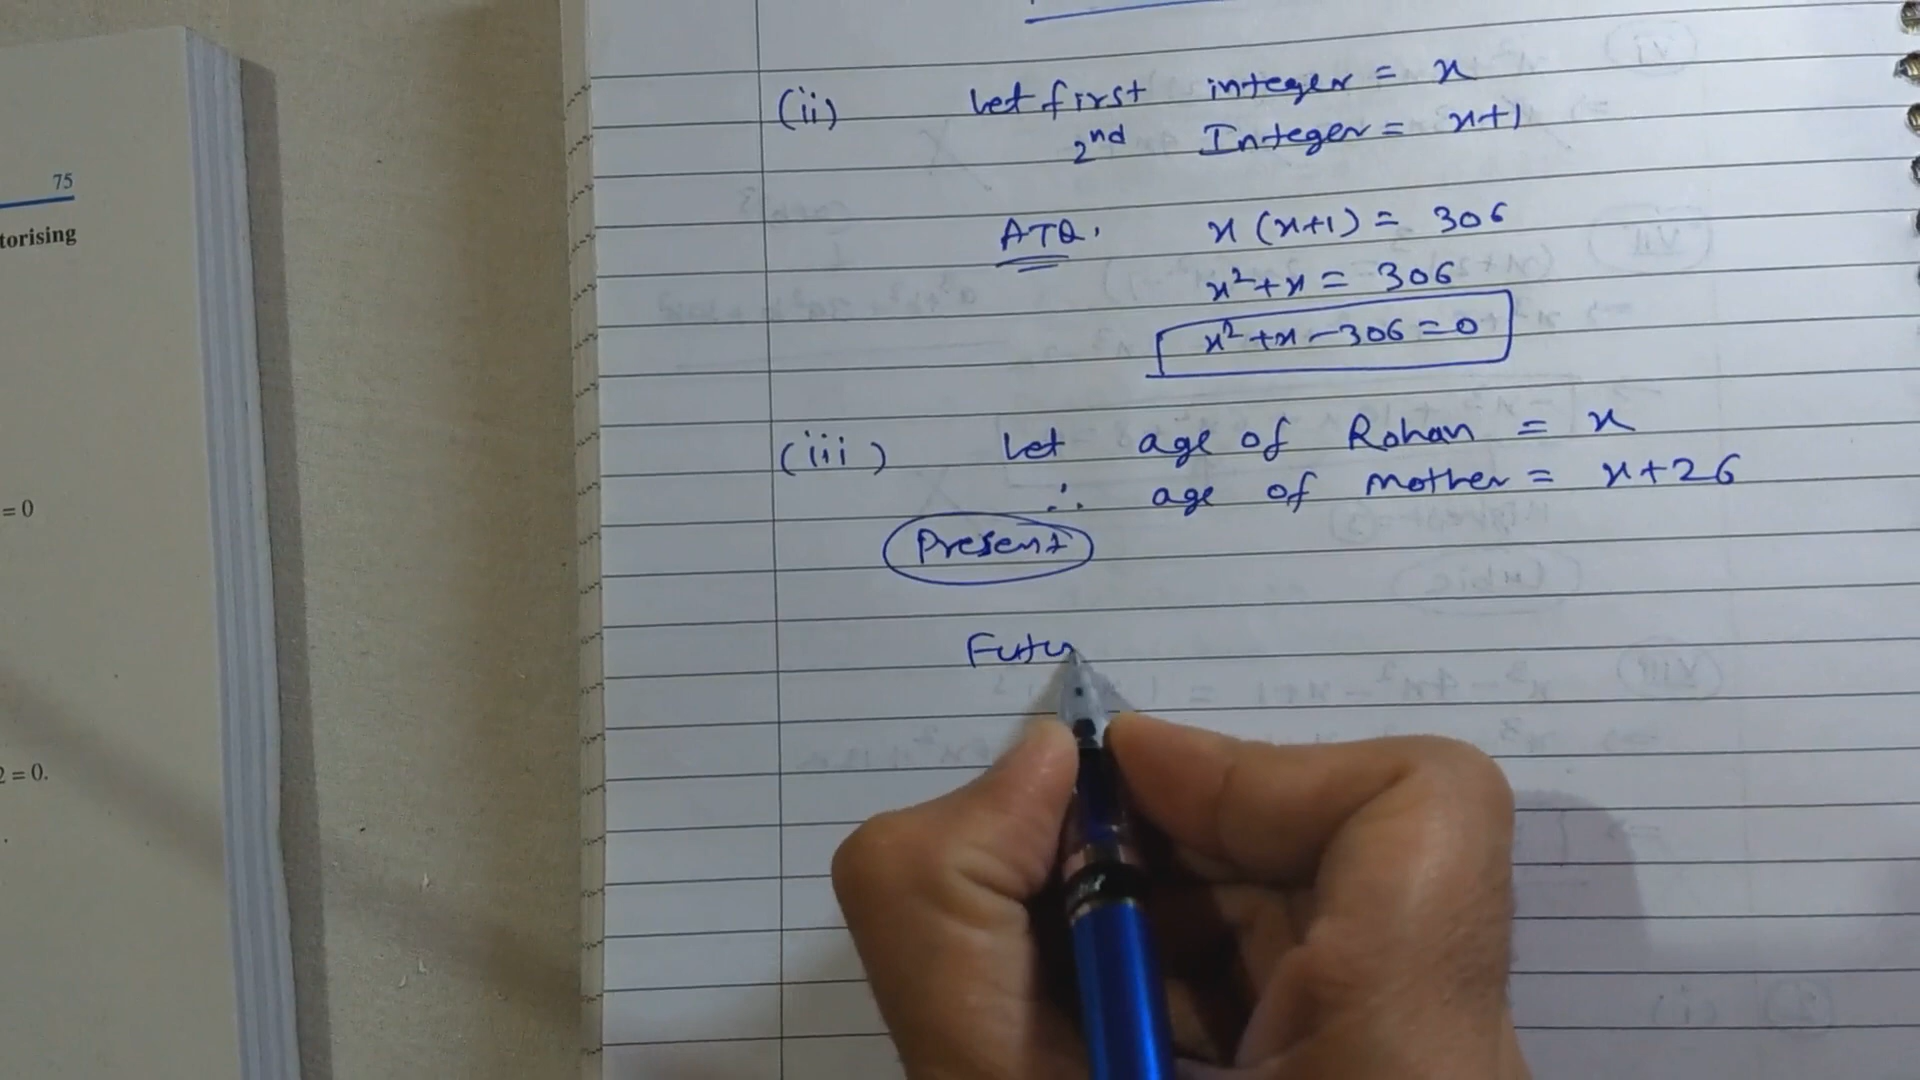 75
torising
= 0
2 = 0.
(ii) Let first integer = x
2nd Integer = x+1
ATQ. x (x+1) = 306
x²+x = 306
x²+x-306=0
(iii) Let age of Rohan = x
∴ age of mother = x+26
Present
Futu